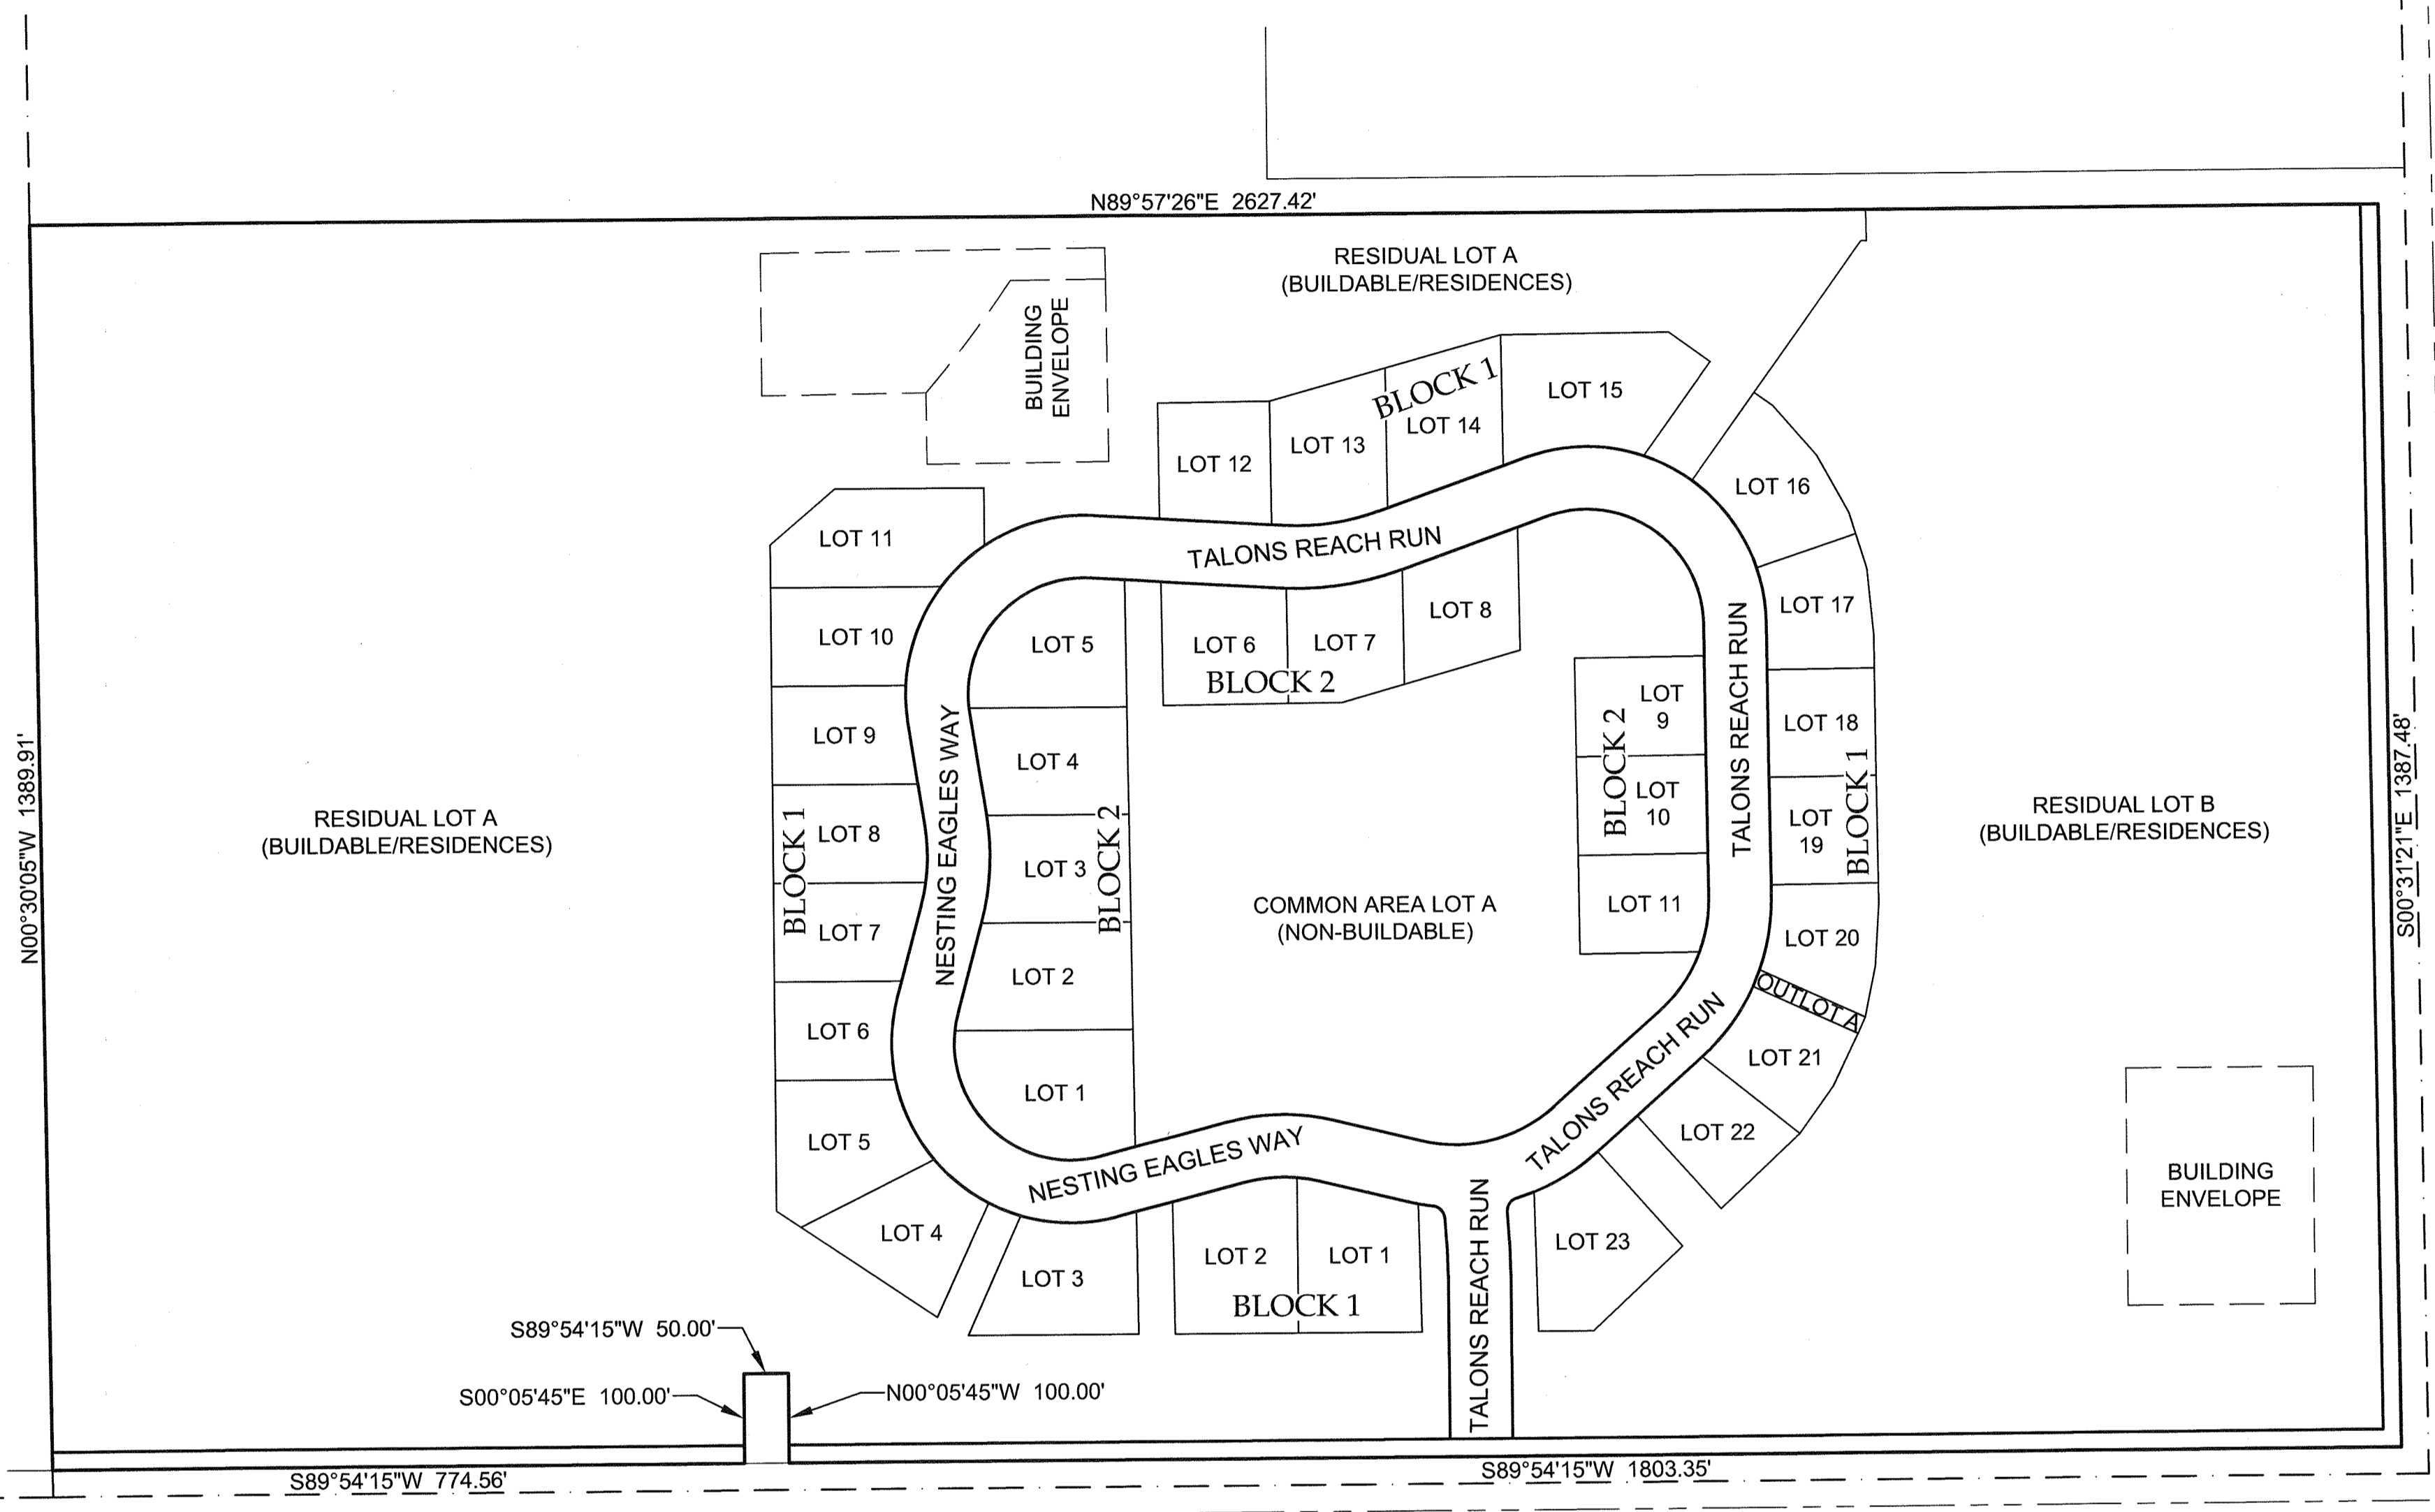 N89°57'26"E 2627.42'
RESIDUAL LOT A
(BUILDABLE/RESIDENCES)
BUILDING
ENVELOPE
BLOCK 1
LOT 15
LOT 14
LOT 13
LOT 12
LOT 16
LOT 11
TALONS REACH RUN
LOT 17
LOT 10
LOT 5
LOT 6
LOT 7
LOT 8
BLOCK 2
TALONS REACH RUN
LOT
9
LOT 18
LOT 9
LOT 4
NESTING EAGLES WAY
BLOCK 2
LOT
10
LOT
19
BLOCK 1
N00°30'05"W 1389.91'
RESIDUAL LOT A
(BUILDABLE/RESIDENCES)
BLOCK 1
LOT 8
LOT 3
BLOCK 2
RESIDUAL LOT B
(BUILDABLE/RESIDENCES)
S00°31'21"E 1387.48'
COMMON AREA LOT A
(NON-BUILDABLE)
LOT 11
LOT 7
LOT 2
LOT 20
OUTLOT A
LOT 6
LOT 1
TALONS REACH RUN
LOT 21
LOT 5
LOT 22
NESTING EAGLES WAY
BUILDING
ENVELOPE
LOT 4
LOT 3
LOT 2
LOT 1
BLOCK 1
TALONS REACH RUN
LOT 23
S89°54'15"W 50.00'
S00°05'45"E 100.00'
N00°05'45"W 100.00'
S89°54'15"W 774.56'
S89°54'15"W 1803.35'